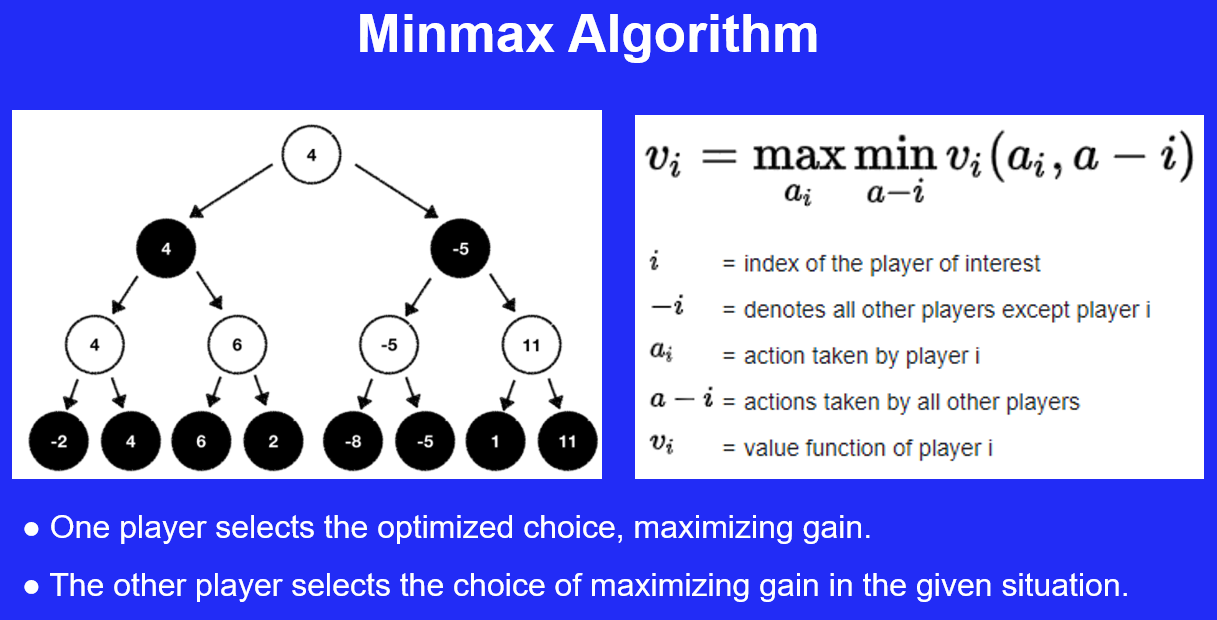 Minmax Algorithm
4
4 -5
4 6 -5 11
-2 4 6 2 -8 -5 1 11
vᵢ = max min vᵢ(aᵢ, a − i)
aᵢ a−i
i = index of the player of interest
−i = denotes all other players except player i
aᵢ = action taken by player i
a − i = actions taken by all other players
vᵢ = value function of player i
● One player selects the optimized choice, maximizing gain.
● The other player selects the choice of maximizing gain in the given situation.